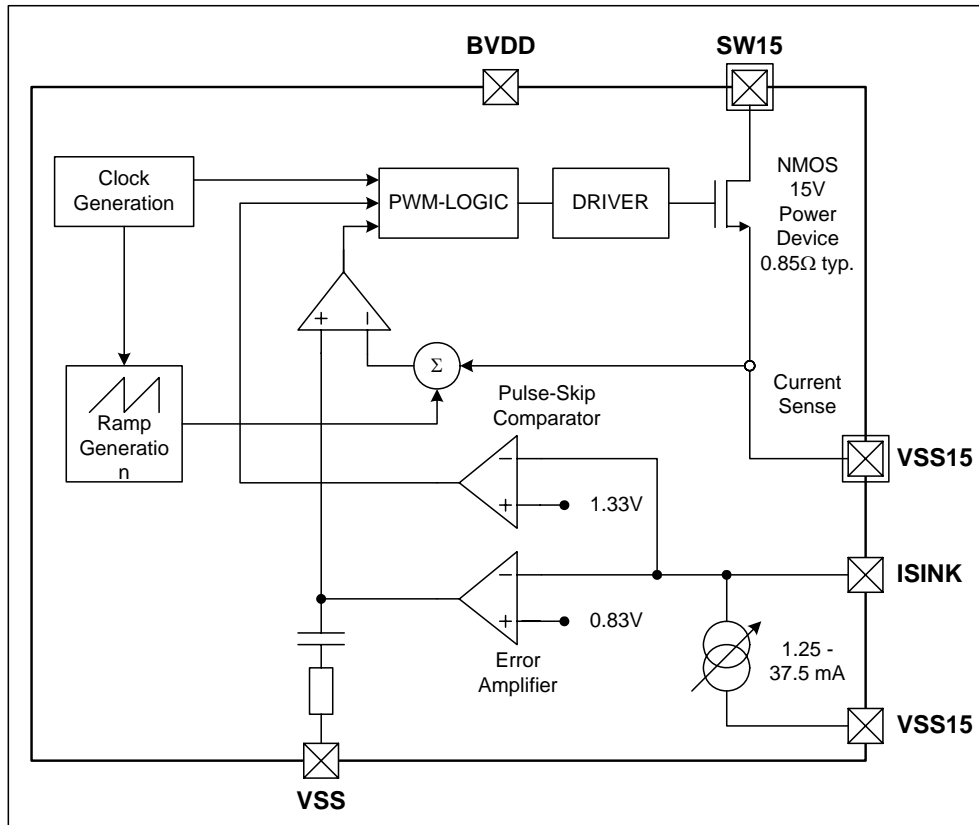 BVDD
SW15
Clock
Generation
PWM-LOGIC
DRIVER
NMOS
15V
Power
Device
0.85Ω typ.
+
−
Σ
Ramp
Generatio
n
Current
Sense
Pulse-Skip
Comparator
VSS15
−
+
1.33V
ISINK
−
+
0.83V
Error
Amplifier
1.25 -
37.5 mA
VSS15
VSS